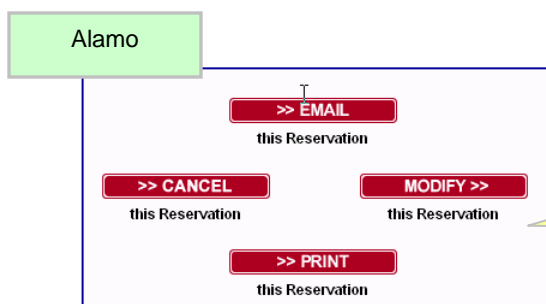 Alamo
>> EMAIL
this Reservation
>> CANCEL
this Reservation
MODIFY >>
this Reservation
>> PRINT
this Reservation